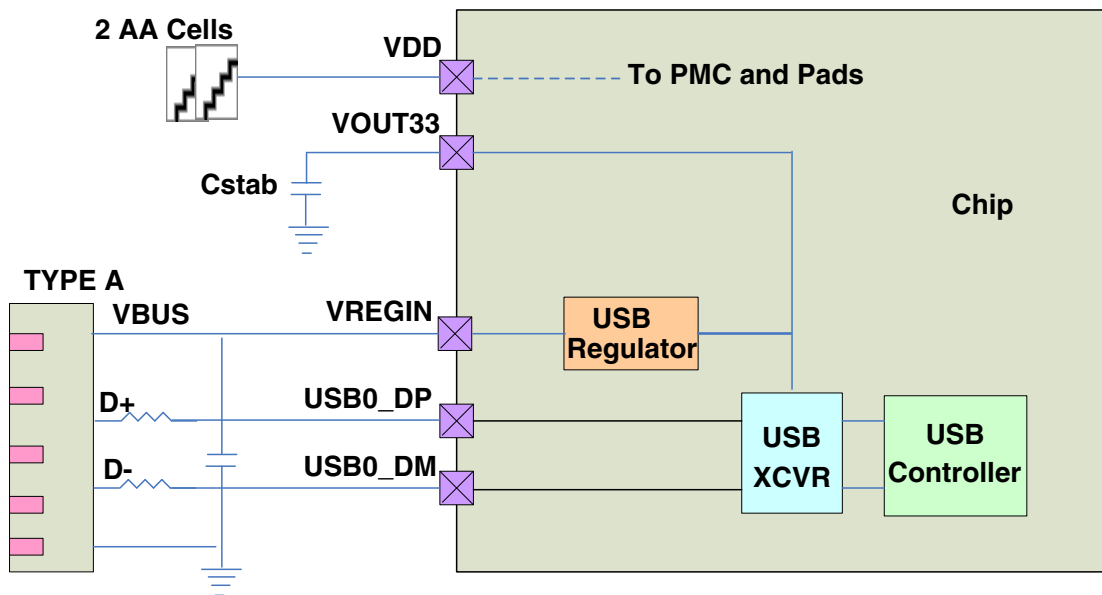 2 AA Cells
VDD
To PMC and Pads
VOUT33
Cstab
Chip
TYPE A
VBUS
VREGIN
USB
Regulator
D+
USB0_DP
D-
USB0_DM
USB
XCVR
USB
Controller